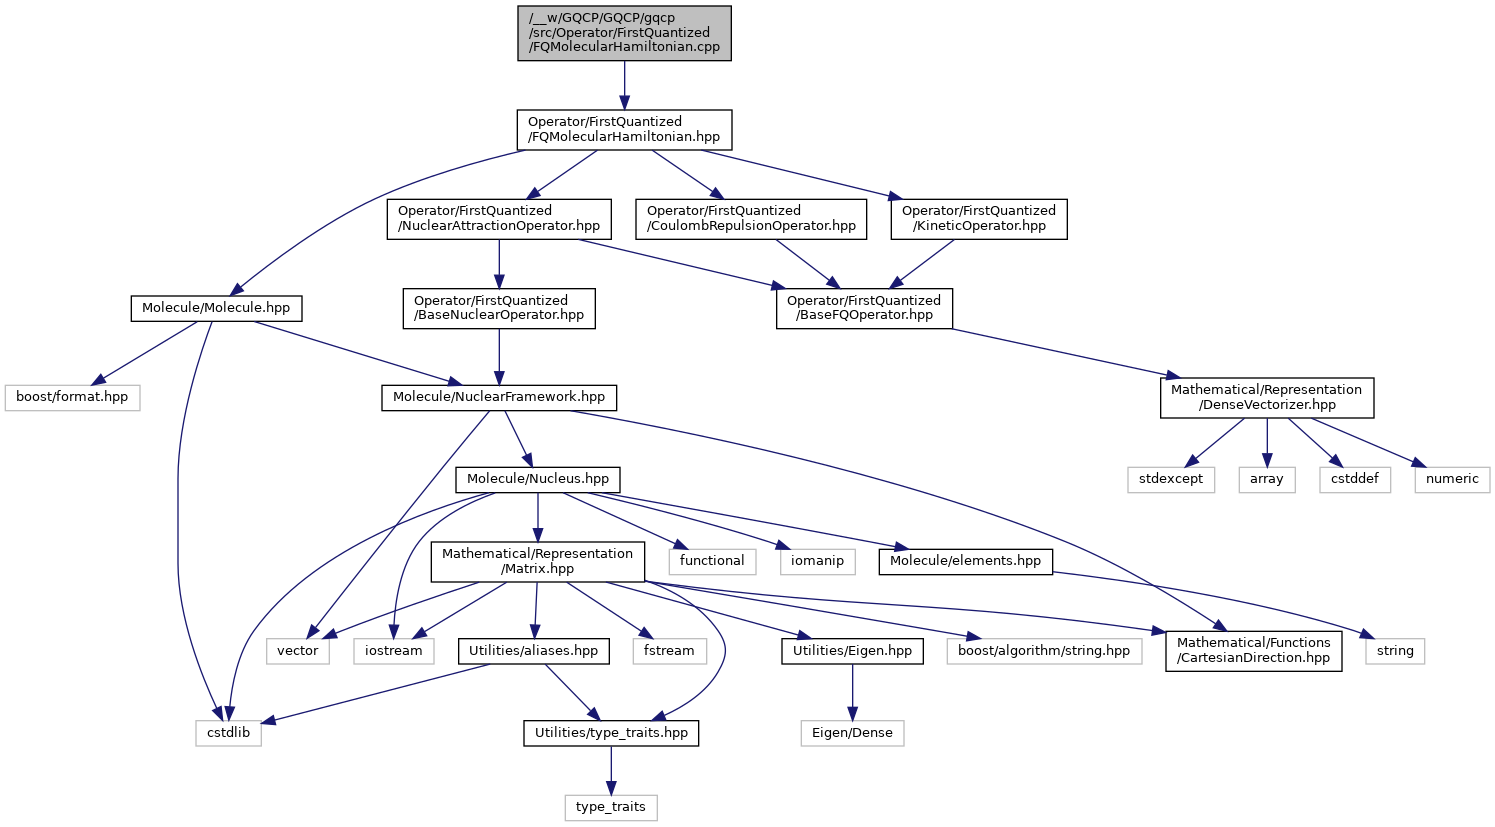 /__w/GQCP/GQCP/gqcp
/src/Operator/FirstQuantized
/FQMolecularHamiltonian.cpp
Operator/FirstQuantized
/FQMolecularHamiltonian.hpp
Operator/FirstQuantized
/NuclearAttractionOperator.hpp
Operator/FirstQuantized
/CoulombRepulsionOperator.hpp
Operator/FirstQuantized
/KineticOperator.hpp
Molecule/Molecule.hpp
Operator/FirstQuantized
/BaseNuclearOperator.hpp
Operator/FirstQuantized
/BaseFQOperator.hpp
boost/format.hpp
Molecule/NuclearFramework.hpp
Mathematical/Representation
/DenseVectorizer.hpp
Molecule/Nucleus.hpp
stdexcept
array
cstddef
numeric
Mathematical/Representation
/Matrix.hpp
functional
iomanip
Molecule/elements.hpp
vector
iostream
Utilities/aliases.hpp
fstream
Utilities/Eigen.hpp
boost/algorithm/string.hpp
Mathematical/Functions
/CartesianDirection.hpp
string
cstdlib
Utilities/type_traits.hpp
Eigen/Dense
type_traits